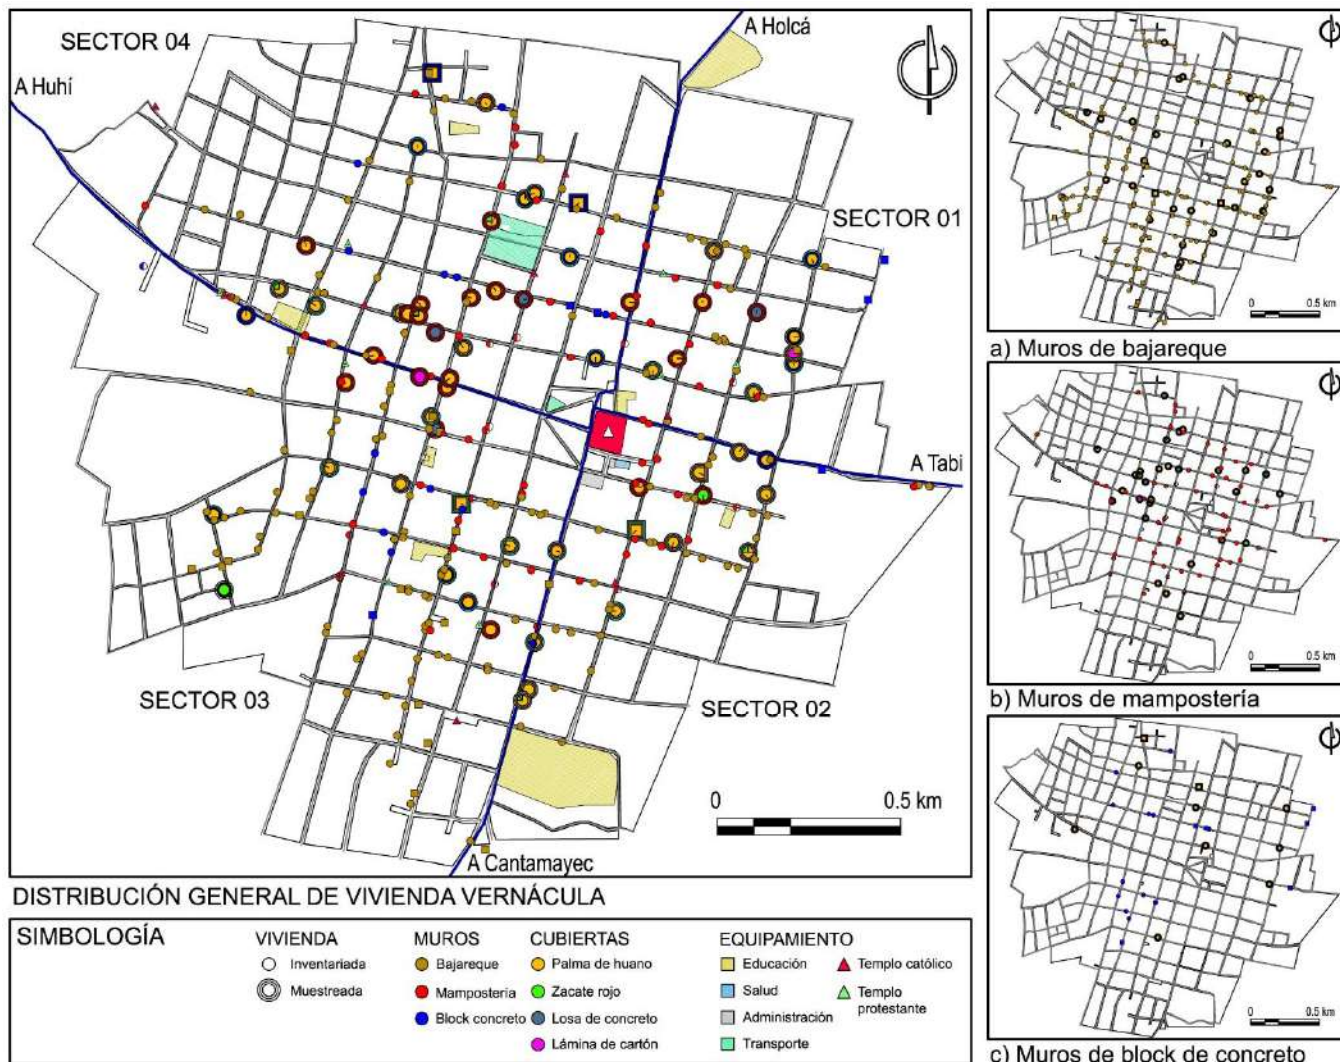 SECTOR 04
A Holcá
A Huhí
SECTOR 01
A Tabi
SECTOR 03
SECTOR 02
0
0.5 km
A Cantamayec
DISTRIBUCIÓN GENERAL DE VIVIENDA VERNÁCULA
SIMBOLOGÍA
VIVIENDA
Inventariada
Muestreada
MUROS
Bajareque
Mampostería
Block concreto
CUBIERTAS
Palma de huano
Zacate rojo
Losa de concreto
Lámina de cartón
EQUIPAMIENTO
Educación
Salud
Administración
Transporte
Templo católico
Templo
protestante
0
0.5 km
a) Muros de bajareque
0
0.5 km
b) Muros de mampostería
0
0.5 km
c) Muros de block de concreto